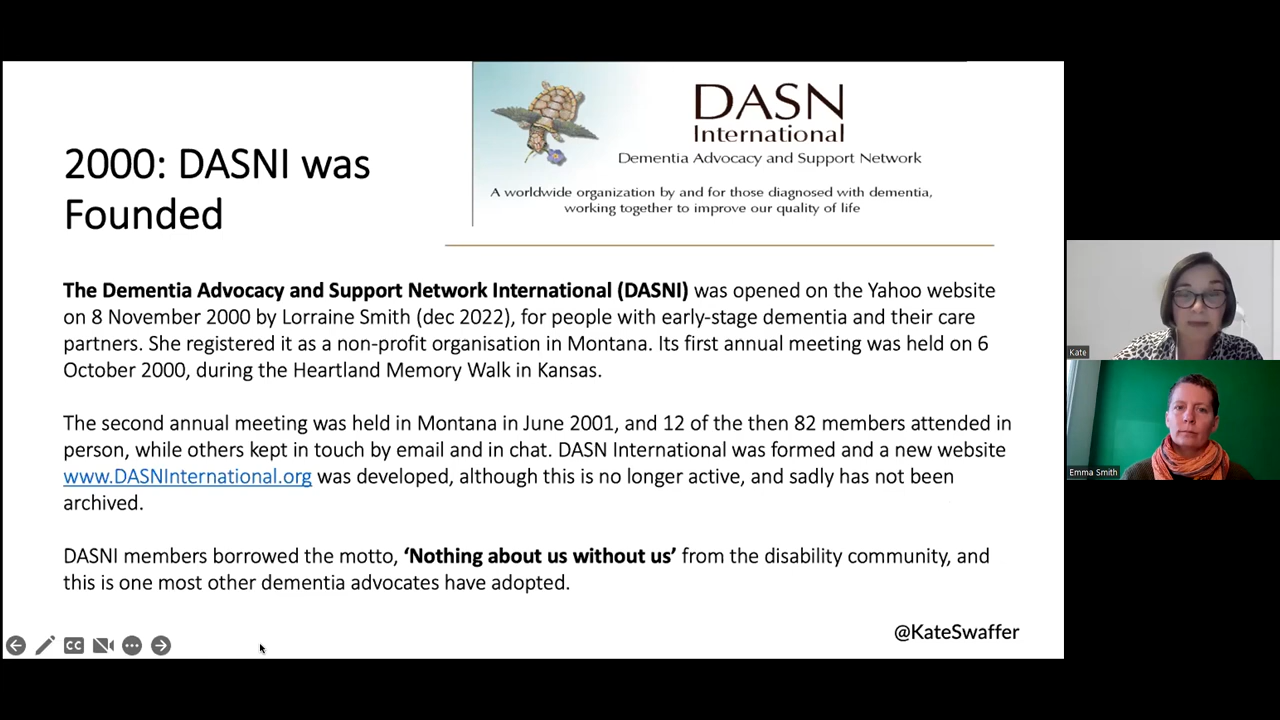 DASN
International
Dementia Advocacy and Support Network
A worldwide organization by and for those diagnosed with dementia,
working together to improve our quality of life
2000: DASNI was
Founded
The Dementia Advocacy and Support Network International (DASNI) was opened on the Yahoo website
on 8 November 2000 by Lorraine Smith (dec 2022), for people with early-stage dementia and their care
partners. She registered it as a non-profit organisation in Montana. Its first annual meeting was held on 6
October 2000, during the Heartland Memory Walk in Kansas.
The second annual meeting was held in Montana in June 2001, and 12 of the then 82 members attended in
person, while others kept in touch by email and in chat. DASN International was formed and a new website
www.DASNInternational.org was developed, although this is no longer active, and sadly has not been
archived.
DASNI members borrowed the motto, ‘Nothing about us without us’ from the disability community, and
this is one most other dementia advocates have adopted.
@KateSwaffer
CC
Kate
Emma Smith